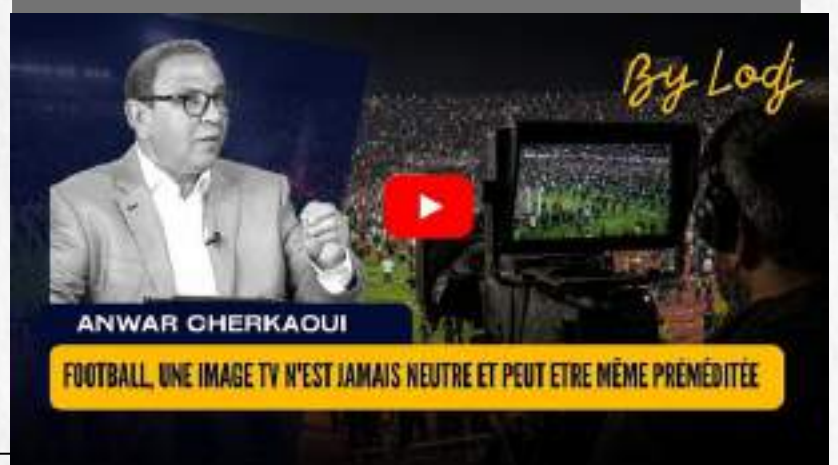 By Lodj
ANWAR CHERKAOUI
FOOTBALL, UNE IMAGE TV N'EST JAMAIS NEUTRE ET PEUT ETRE MÊME PRÉMÉDITÉE